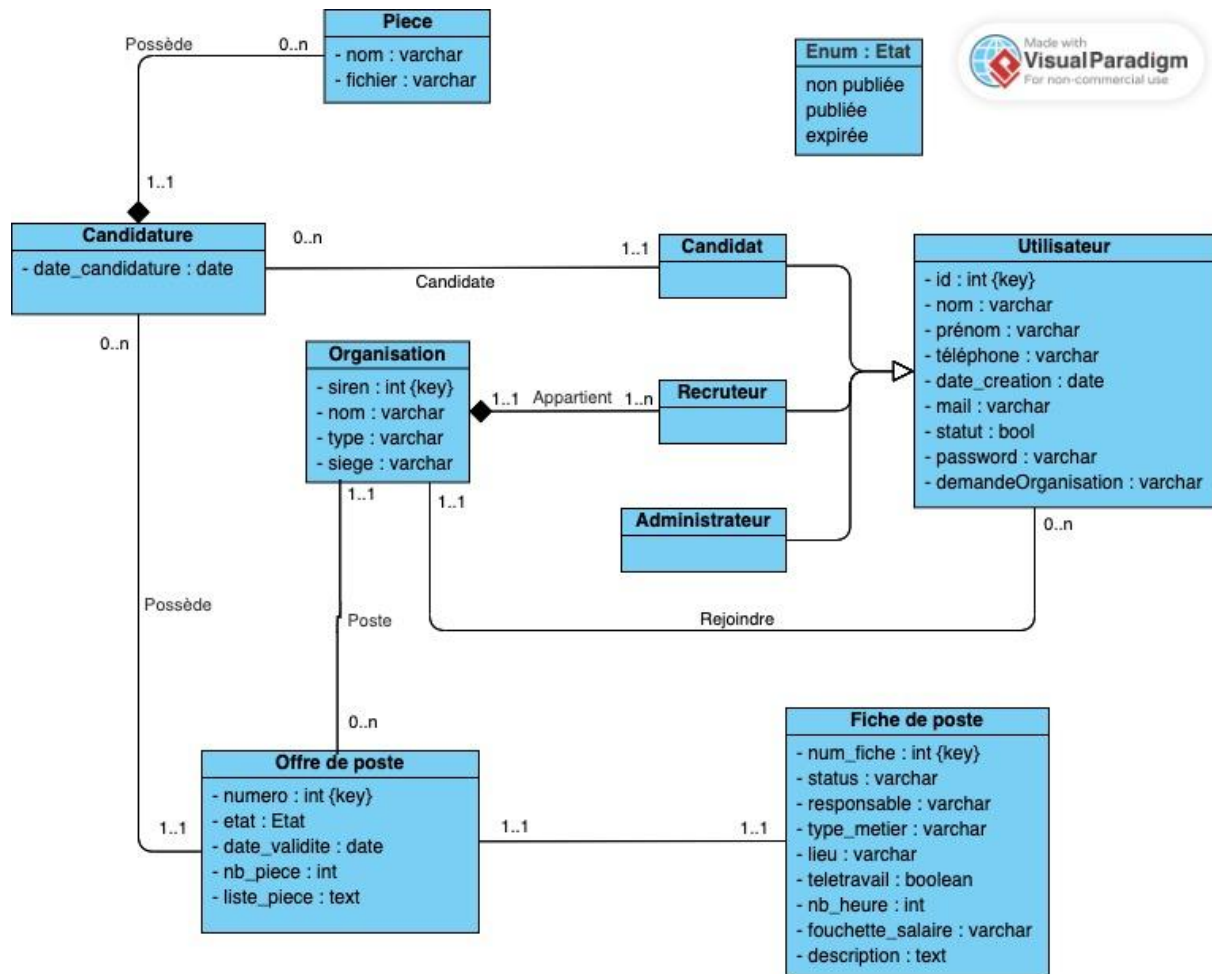 Piece
- nom : varchar
- fichier : varchar
Possède
0..n
1..1
Enum : Etat
non publiée
publiée
expirée
Made with
VisualParadigm
For non-commercial use
Candidature
- date_candidature : date
0..n
1..1
Candidate
0..n
Candidat
Utilisateur
- id : int {key}
- nom : varchar
- prénom : varchar
- téléphone : varchar
- date_creation : date
- mail : varchar
- statut : bool
- password : varchar
- demandeOrganisation : varchar
Organisation
- siren : int {key}
- nom : varchar
- type : varchar
- siege : varchar
1..1
Appartient
1..n
Recruteur
Administrateur
1..1
1..1
0..n
Possède
Poste
Rejoindre
0..n
1..1
Offre de poste
- numero : int {key}
- etat : Etat
- date_validite : date
- nb_piece : int
- liste_piece : text
1..1
1..1
Fiche de poste
- num_fiche : int {key}
- status : varchar
- responsable : varchar
- type_metier : varchar
- lieu : varchar
- teletravail : boolean
- nb_heure : int
- fouchette_salaire : varchar
- description : text